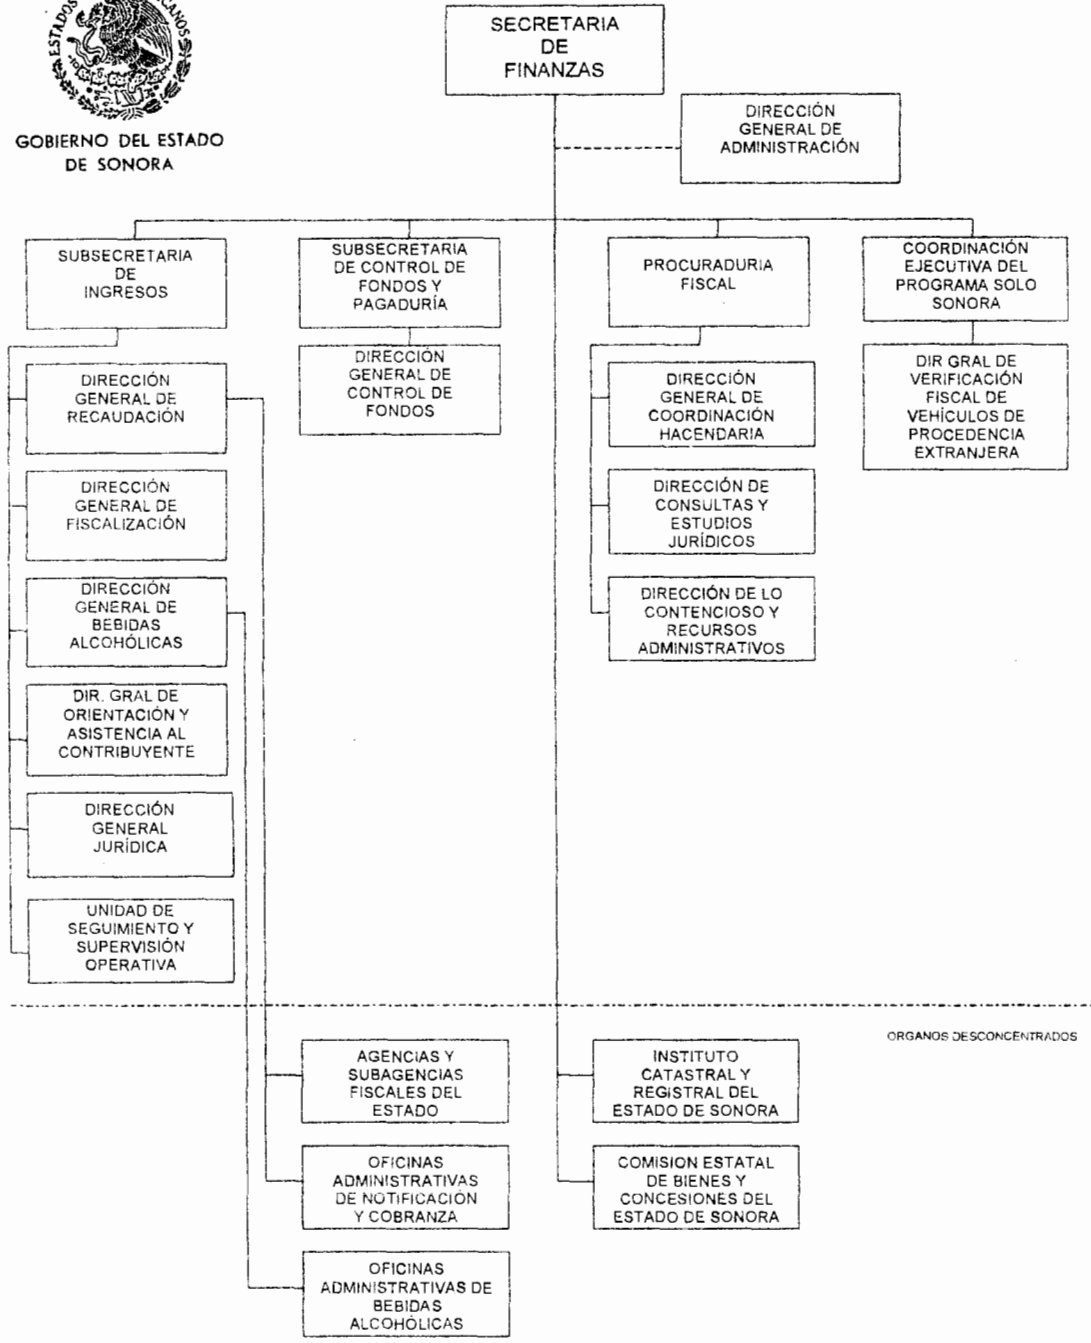 ESTADOS
GOBIERNO DEL ESTADO
DE SONORA
SECRETARIA
DE
FINANZAS
DIRECCIÓN
GENERAL DE
ADMINISTRACIÓN
SUBSECRETARIA
DE
INGRESOS
SUBSECRETARIA
DE CONTROL DE
FONDOS Y
PAGADURÍA
PROCURADURIA
FISCAL
COORDINACIÓN
EJECUTIVA DEL
PROGRAMA SOLO
SONORA
DIRECCIÓN
GENERAL DE
RECAUDACIÓN
DIRECCIÓN
GENERAL DE
CONTROL DE
FONDOS
DIRECCIÓN
GENERAL DE
COORDINACIÓN
HACENDARIA
DIR GRAL DE
VERIFICACIÓN
FISCAL DE
VEHÍCULOS DE
PROCEDENCIA
EXTRANJERA
DIRECCIÓN
GENERAL DE
FISCALIZACIÓN
DIRECCIÓN DE
CONSULTAS Y
ESTUDIOS
JURÍDICOS
DIRECCIÓN
GENERAL DE
BEBIDAS
ALCOHÓLICAS
DIRECCIÓN DE LO
CONTENCIOSO Y
RECURSOS
ADMINISTRATIVOS
DIR. GRAL DE
ORIENTACIÓN Y
ASISTENCIA AL
CONTRIBUYENTE
DIRECCIÓN
GENERAL
JURÍDICA
UNIDAD DE
SEGUIMIENTO Y
SUPERVISIÓN
OPERATIVA
ORGANOS DESCONCENTRADOS
AGENCIAS Y
SUBAGENCIAS
FISCALES DEL
ESTADO
INSTITUTO
CATASTRAL Y
REGISTRAL DEL
ESTADO DE SONORA
OFICINAS
ADMINISTRATIVAS
DE NOTIFICACIÓN
Y COBRANZA
COMISION ESTATAL
DE BIENES Y
CONCESIONES DEL
ESTADO DE SONORA
OFICINAS
ADMINISTRATIVAS DE
BEBIDAS
ALCOHÓLICAS